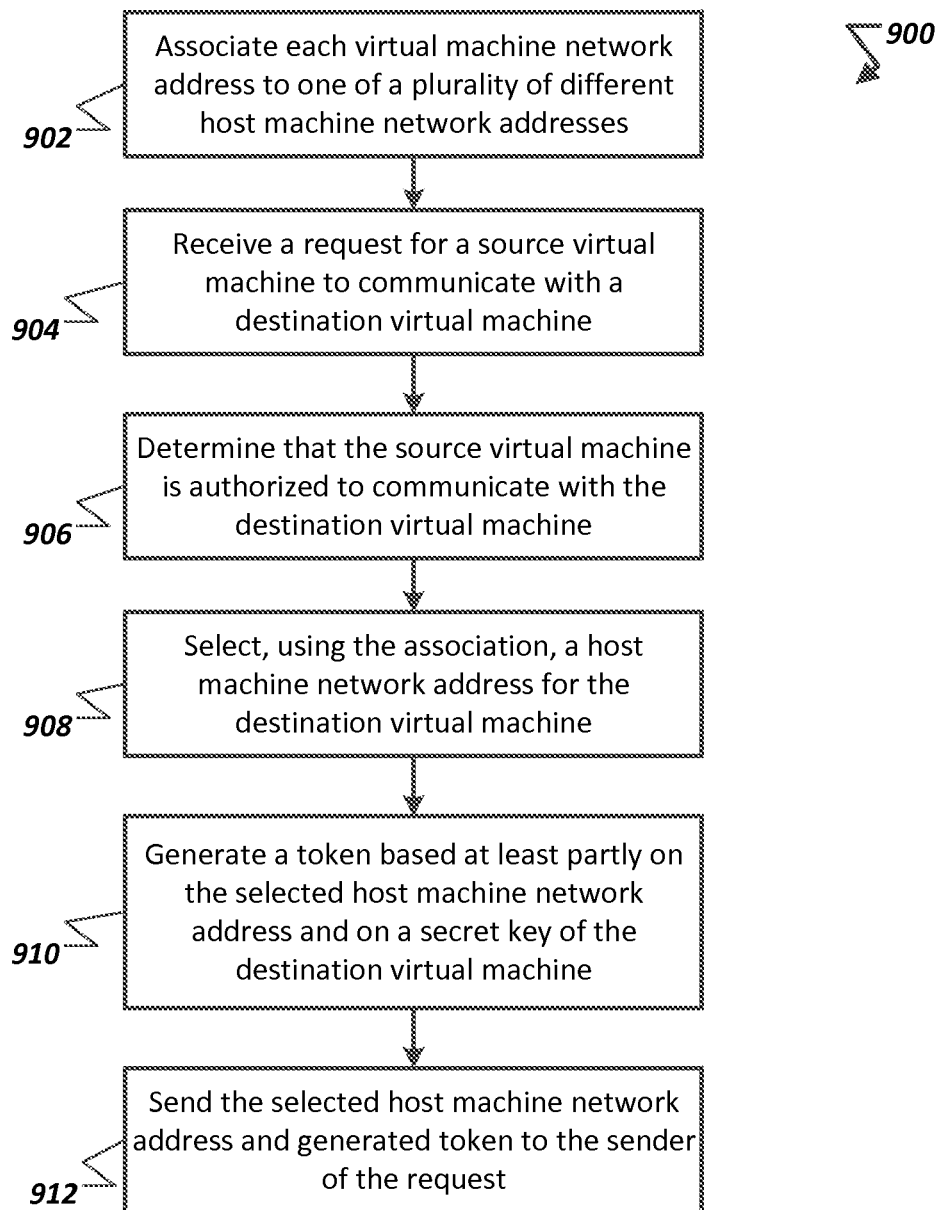 900
Associate each virtual machine network
address to one of a plurality of different
host machine network addresses
902
Receive a request for a source virtual
machine to communicate with a
destination virtual machine
904
Determine that the source virtual machine
is authorized to communicate with the
destination virtual machine
906
Select, using the association, a host
machine network address for the
destination virtual machine
908
Generate a token based at least partly on
the selected host machine network
address and on a secret key of the
destination virtual machine
910
Send the selected host machine network
address and generated token to the sender
of the request
912